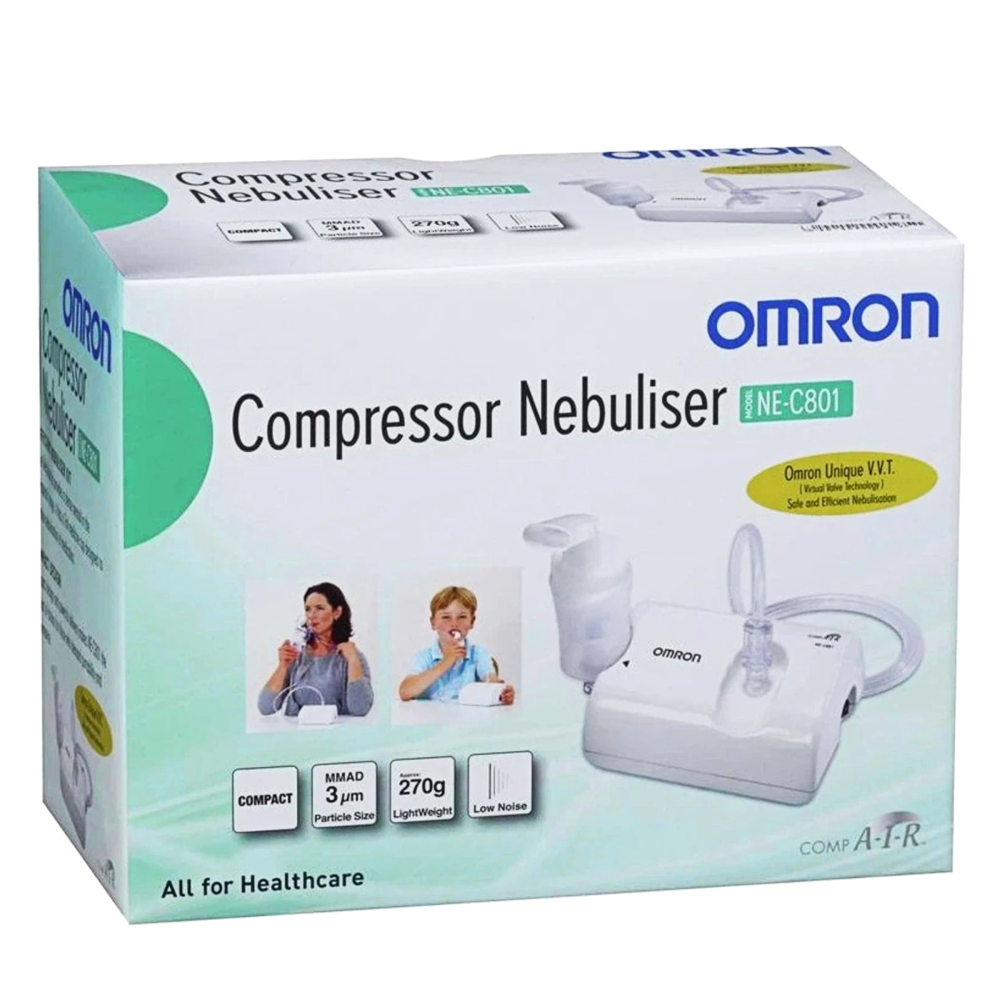 OMRON
Compressor
Nebuliser NE-C801
COMPACT
MMAD
3 µm
Particle Size
270g
LightWeight
Low Noise
OMRON
Compressor
Nebuliser
OMRON
Compressor Nebuliser MODEL NE-C801
Omron Unique V.V.T.
(Virtual Valve Technology)
Safe and Efficient Nebulisation
OMRON
COMPACT
MMAD
3 µm
Particle Size
Approx.
270g
LightWeight
Low Noise
COMP A-I-R
All for Healthcare